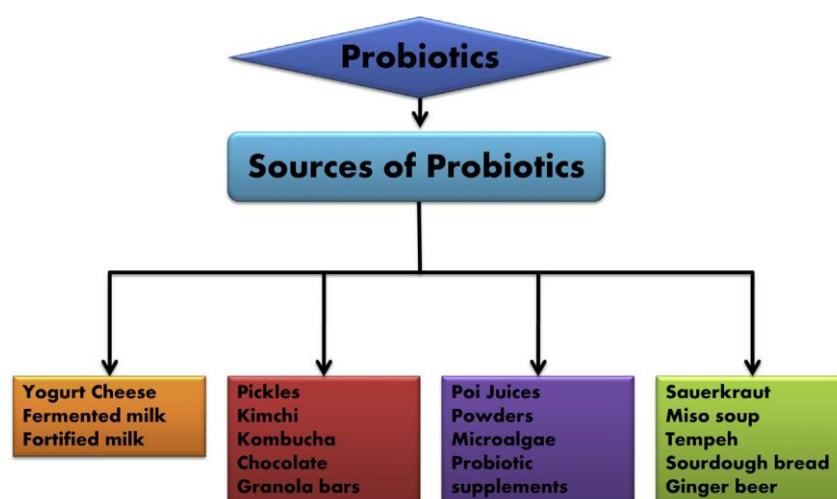 Probiotics
Sources of Probiotics
Yogurt Cheese
Fermented milk
Fortified milk
Pickles
Kimchi
Kombucha
Chocolate
Granola bars
Poi Juices
Powders
Microalgae
Probiotic
supplements
Sauerkraut
Miso soup
Tempeh
Sourdough bread
Ginger beer